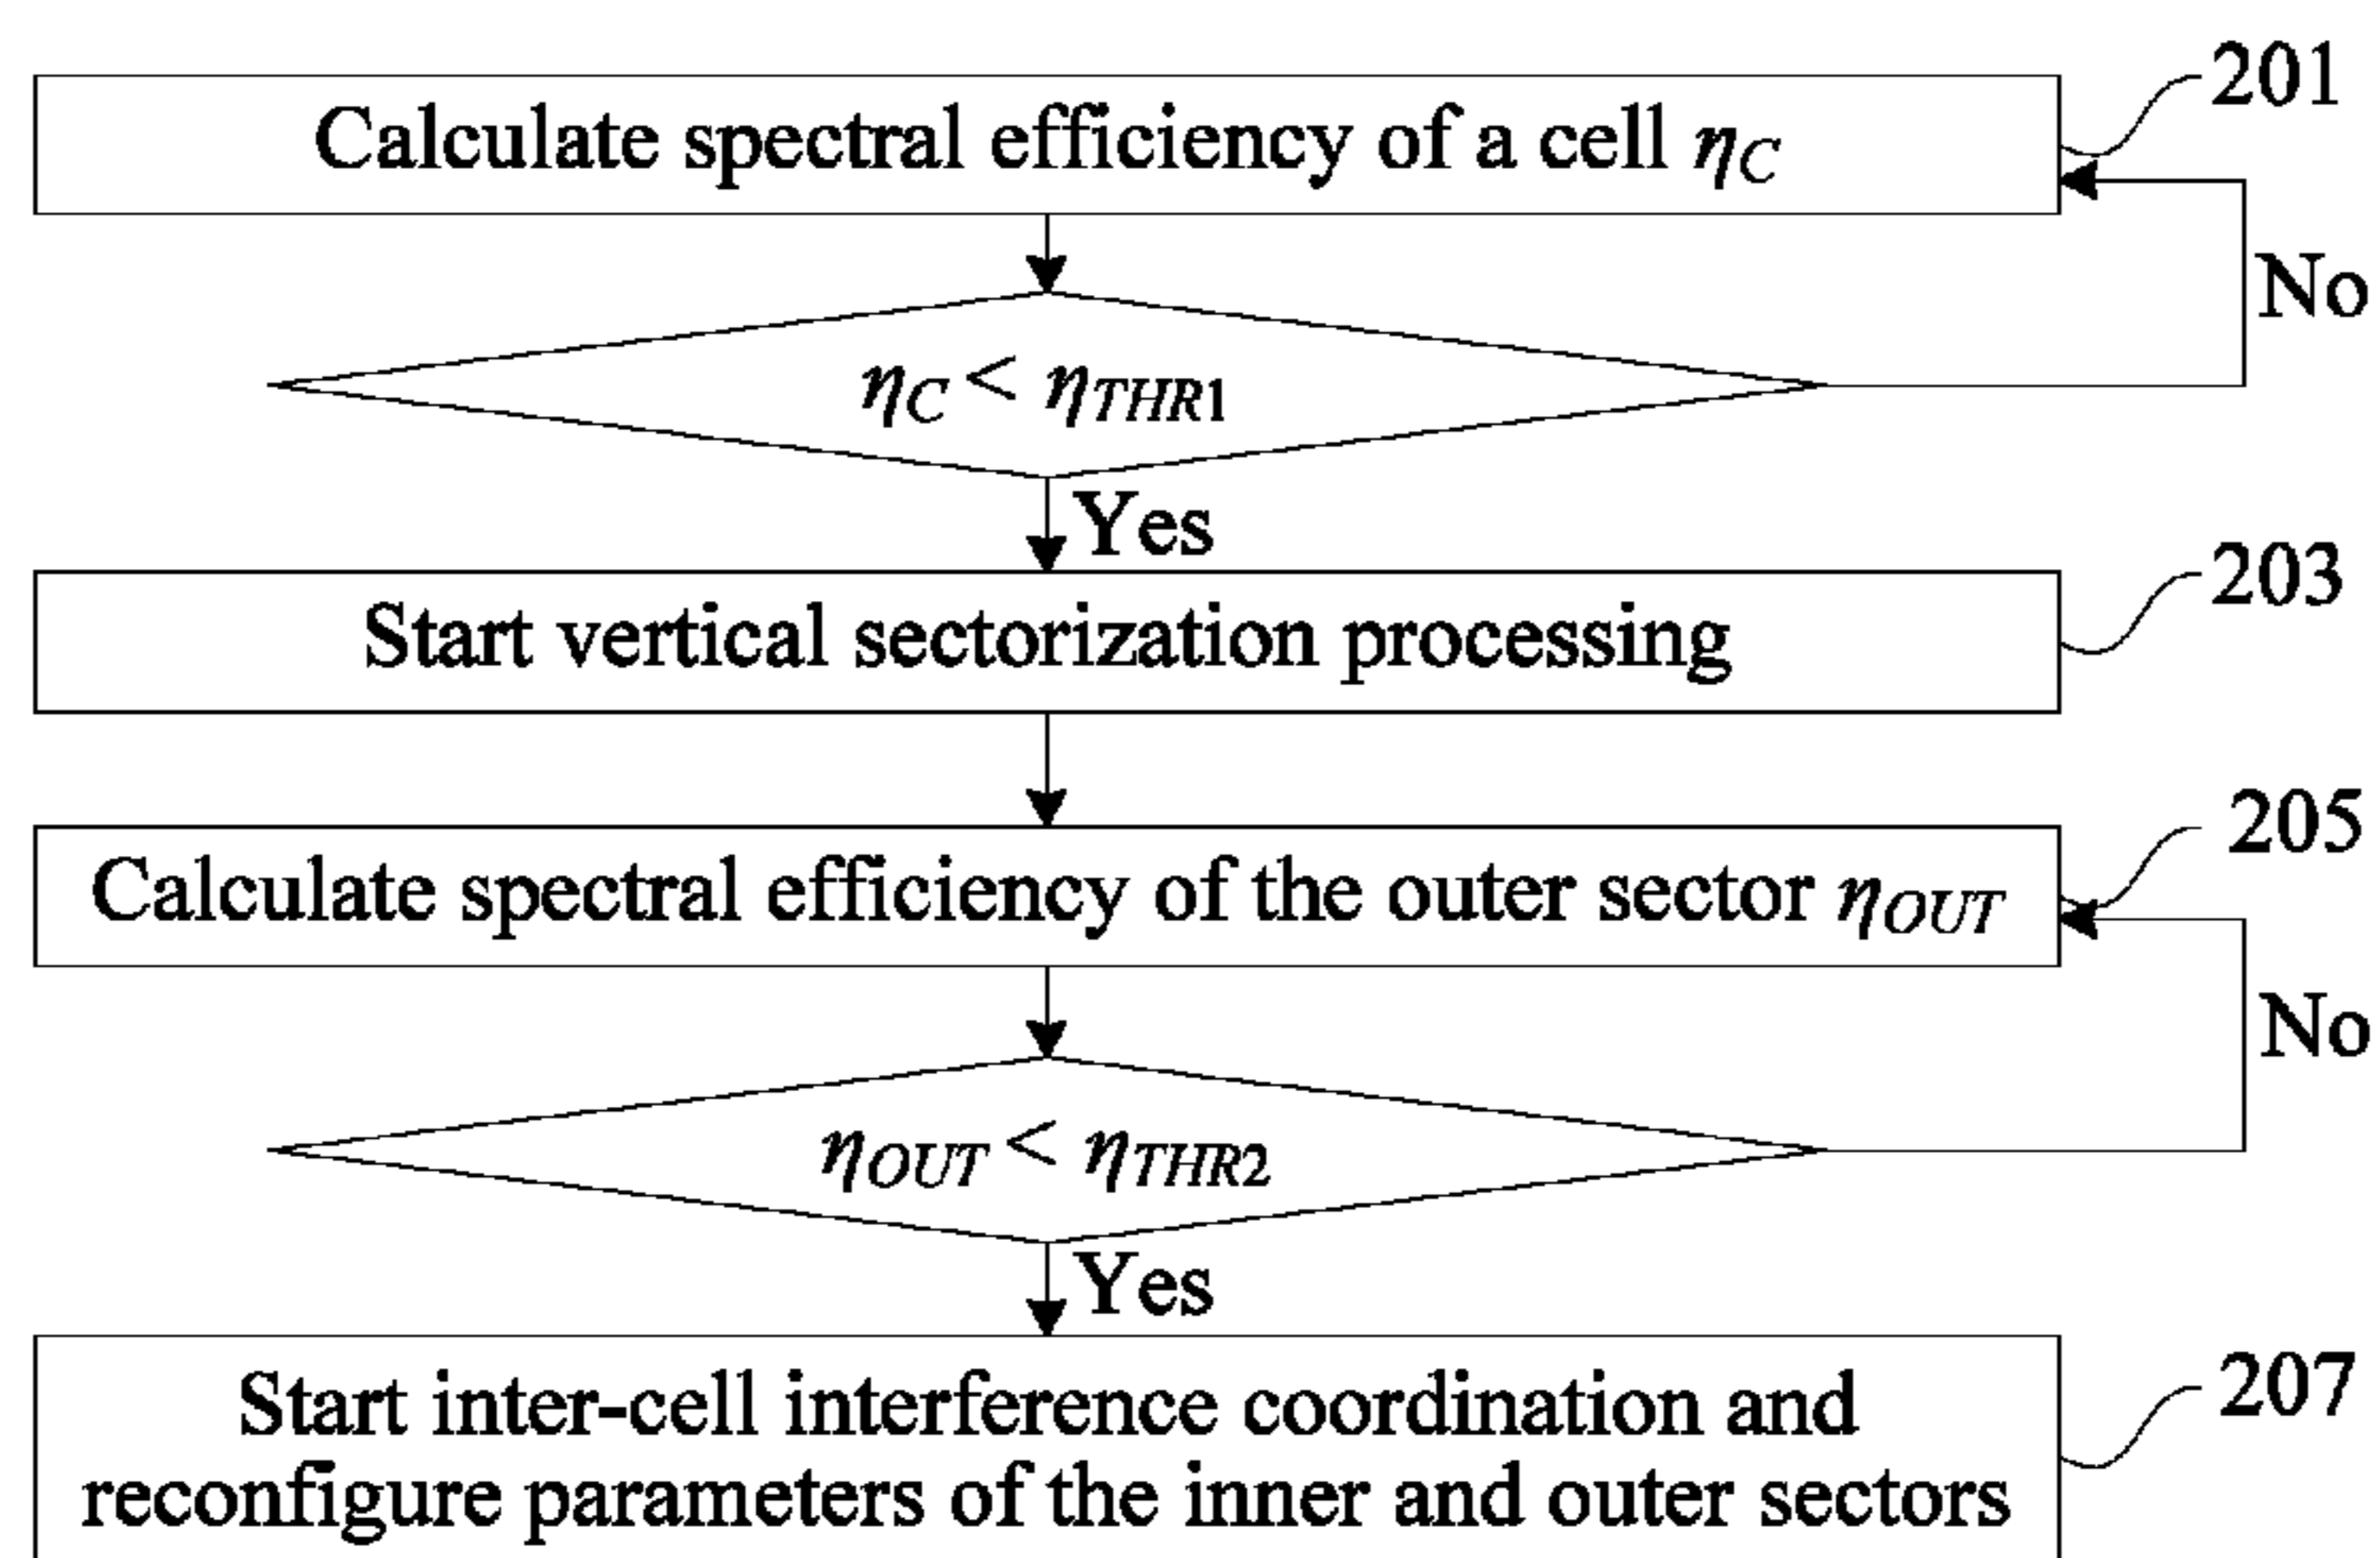 201
Calculate spectral efficiency of a cell ηC
No
ηC < ηTHR1
Yes
203
Start vertical sectorization processing
205
Calculate spectral efficiency of the outer sector ηOUT
No
ηOUT < ηTHR2
Yes
207
Start inter-cell interference coordination and
reconfigure parameters of the inner and outer sectors